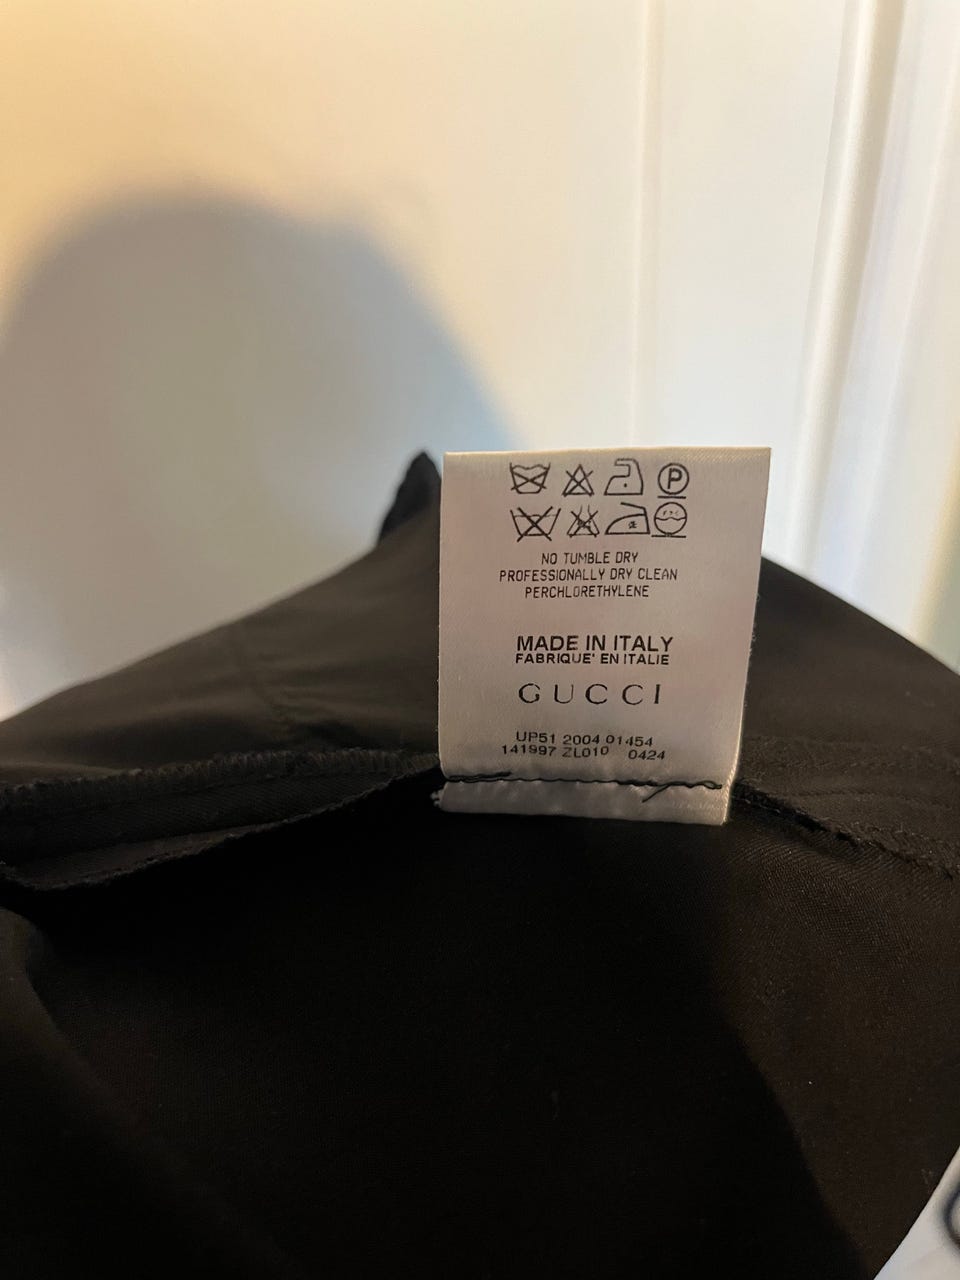 P
NO TUMBLE DRY
PROFESSIONALLY DRY CLEAN
PERCHLORETHYLENE
MADE IN ITALY
FABRIQUE' EN ITALIE
GUCCI
UP51 2004 01454
141997 ZL010 0424